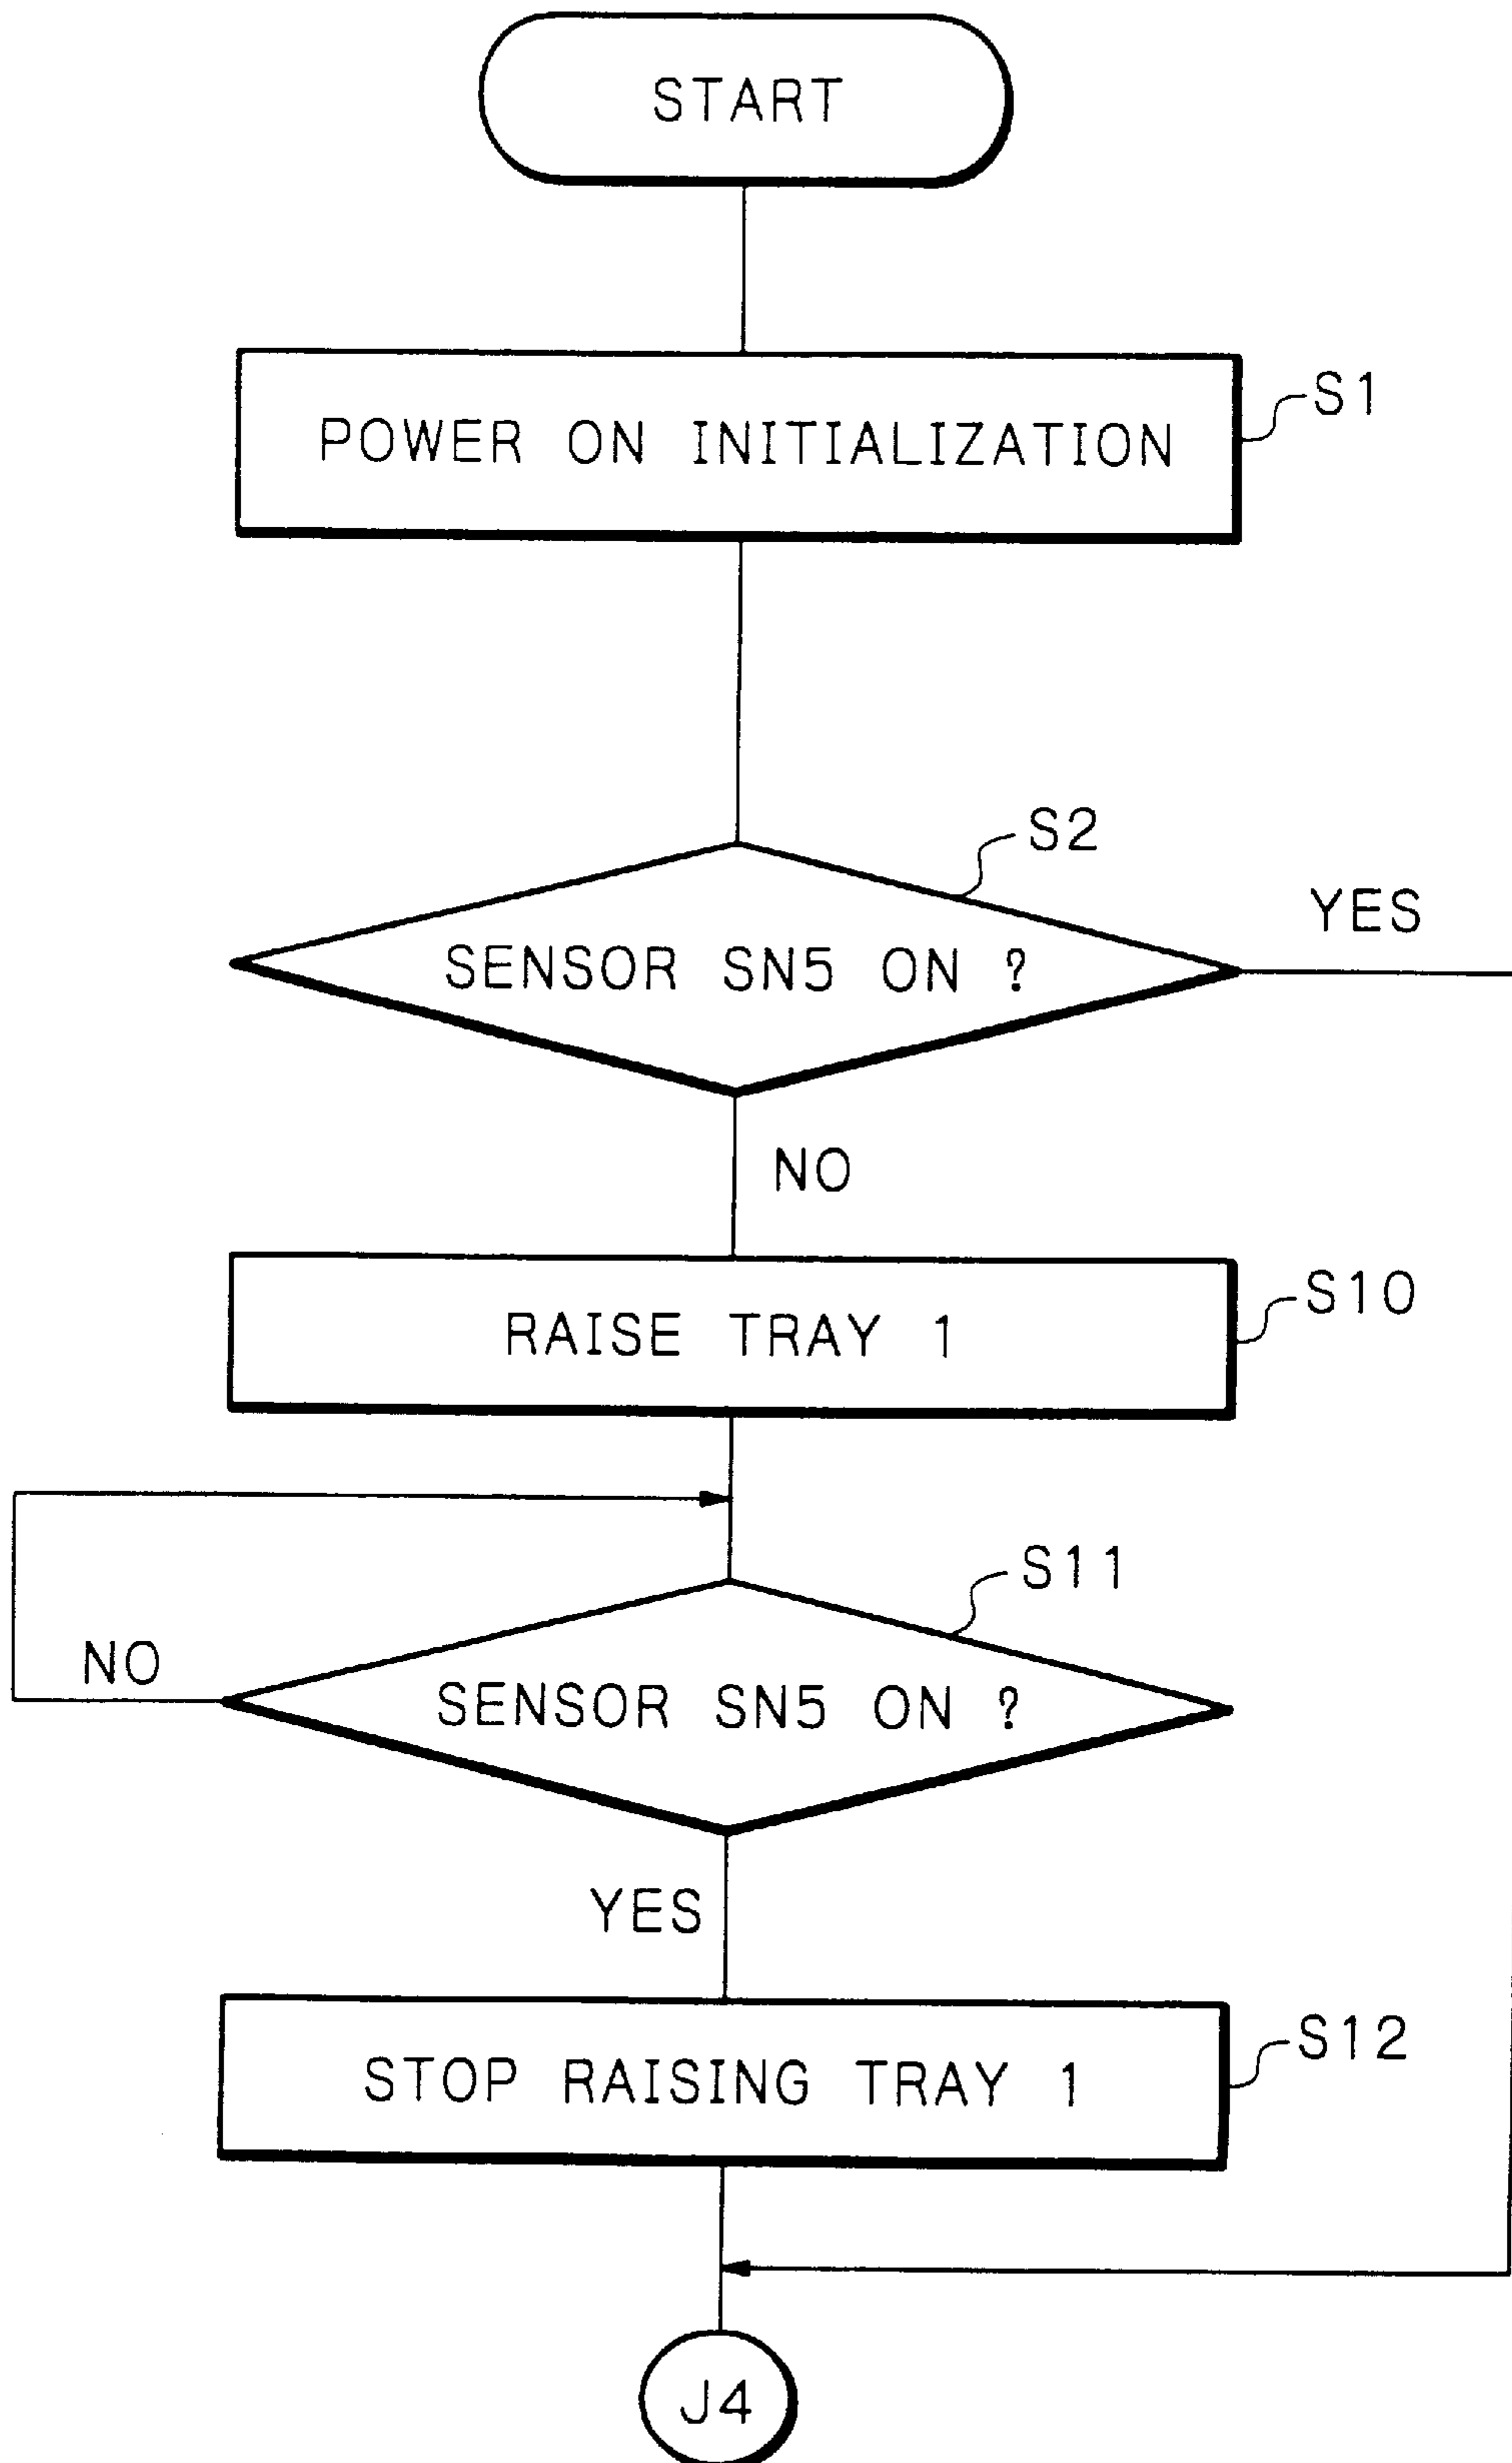 START
POWER ON INITIALIZATION
S1
S2
SENSOR SN5 ON ?
YES
NO
RAISE TRAY 1
S10
S11
NO
SENSOR SN5 ON ?
YES
STOP RAISING TRAY 1
S12
J4